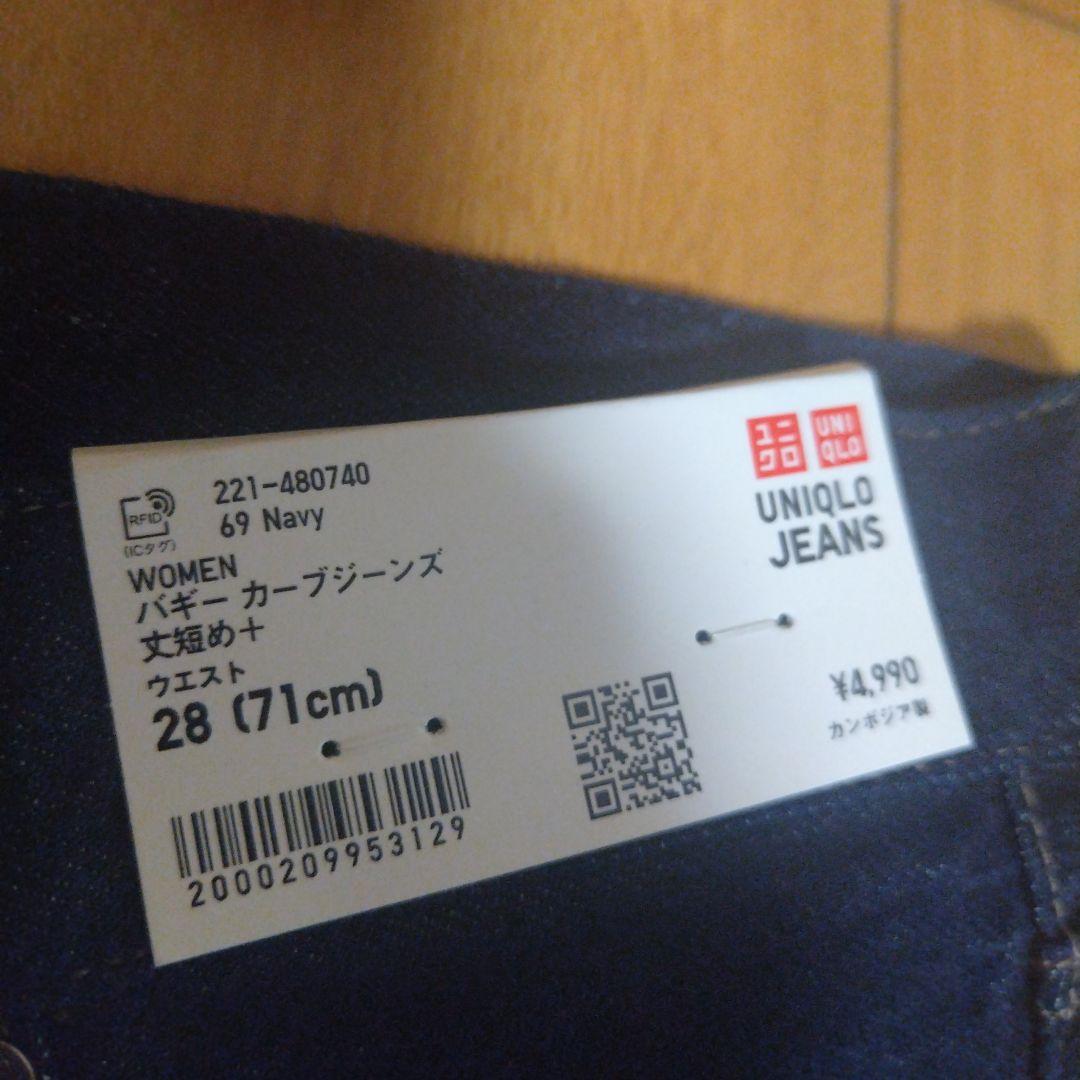 RFID
(ICタグ)
221-480740
69 Navy
WOMEN
バギー カーブジーンズ
丈短め+
ウエスト
28 (71cm)
2000209953129
ユニ
クロ
UNI
QLO
UNIQLO
JEANS
¥4,990
カンボジア製